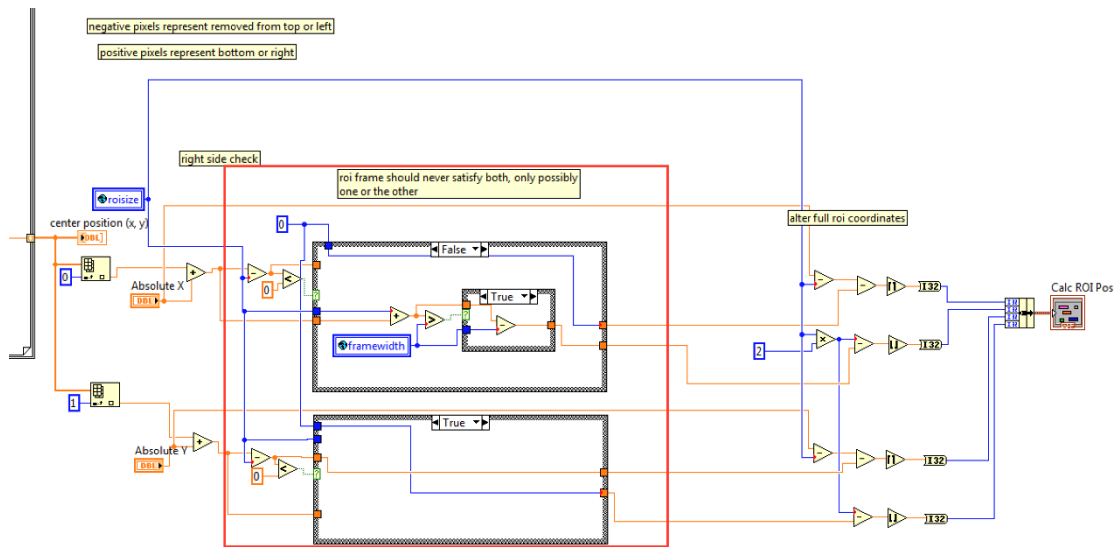 negative pixels represent removed from top or left
positive pixels represent bottom or right
right side check
roi frame should never satisfy both, only possibly
one or the other
roisize
center position (x, y)
DBL
0
alter full roi coordinates
False
0
Absolute X
DBL
0
True
framewidth
I32
Calc ROI Pos
2
I32
1
True
Absolute Y
DBL
0
I32
I32